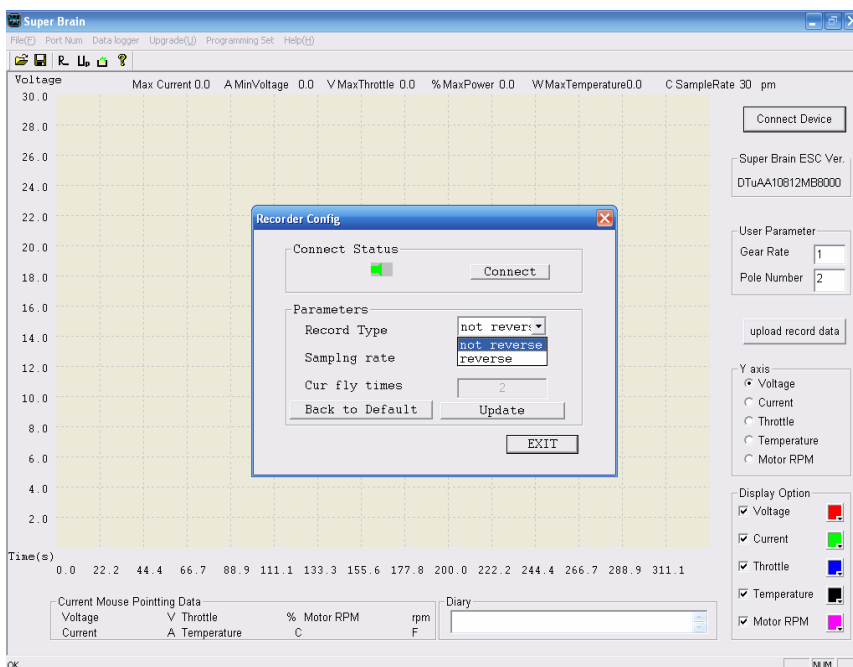 Super Brain
File(F) Port Num Data logger Upgrade(U) Programming Set Help(H)
R_ Up ?
Voltage Max Current 0.0 A MinVoltage 0.0 V MaxThrottle 0.0 % MaxPower 0.0 W MaxTemperature0.0 C SampleRate 30 pm
30.0
28.0
26.0
24.0
22.0
20.0
18.0
16.0
14.0
12.0
10.0
8.0
6.0
4.0
2.0
Time(s)
0.0 22.2 44.4 66.7 88.9 111.1 133.3 155.6 177.8 200.0 222.2 244.4 266.7 288.9 311.1
Recorder Config
Connect Status
Connect
Parameters
Record Type not revers
not reverse
reverse
Samplng rate
Cur fly times 2
Back to Default Update
EXIT
Connect Device
Super Brain ESC Ver.
DTuAA10812MB8000
User Parameter
Gear Rate 1
Pole Number 2
upload record data
Y axis
Voltage
Current
Throttle
Temperature
Motor RPM
Display Option
Voltage
Current
Throttle
Temperature
Motor RPM
Current Mouse Pointting Data
Voltage V Throttle % Motor RPM rpm
Current A Temperature C F
Diary
OK NUM